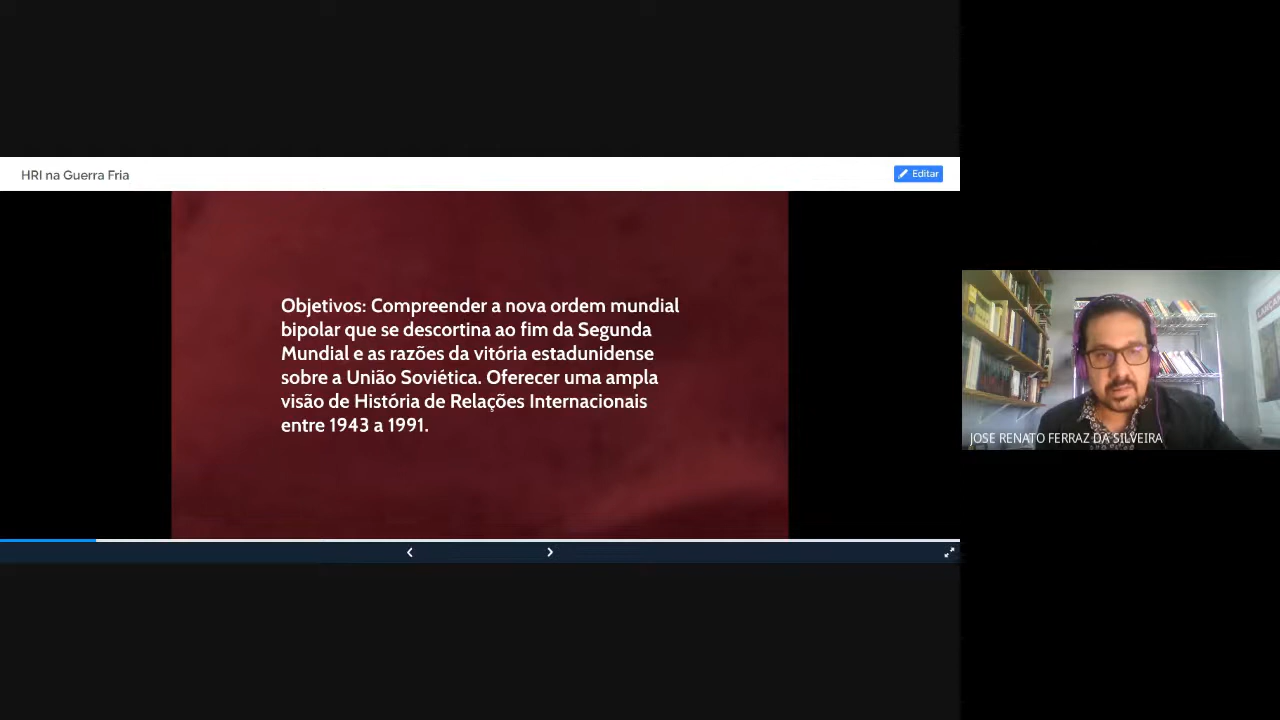 HRI na Guerra Fria
Editar
Objetivos: Compreender a nova ordem mundial
bipolar que se descortina ao fim da Segunda
Mundial e as razões da vitória estadunidense
sobre a União Soviética. Oferecer uma ampla
visão de História de Relações Internacionais
entre 1943 a 1991.
JOSE RENATO FERRAZ DA SILVEIRA